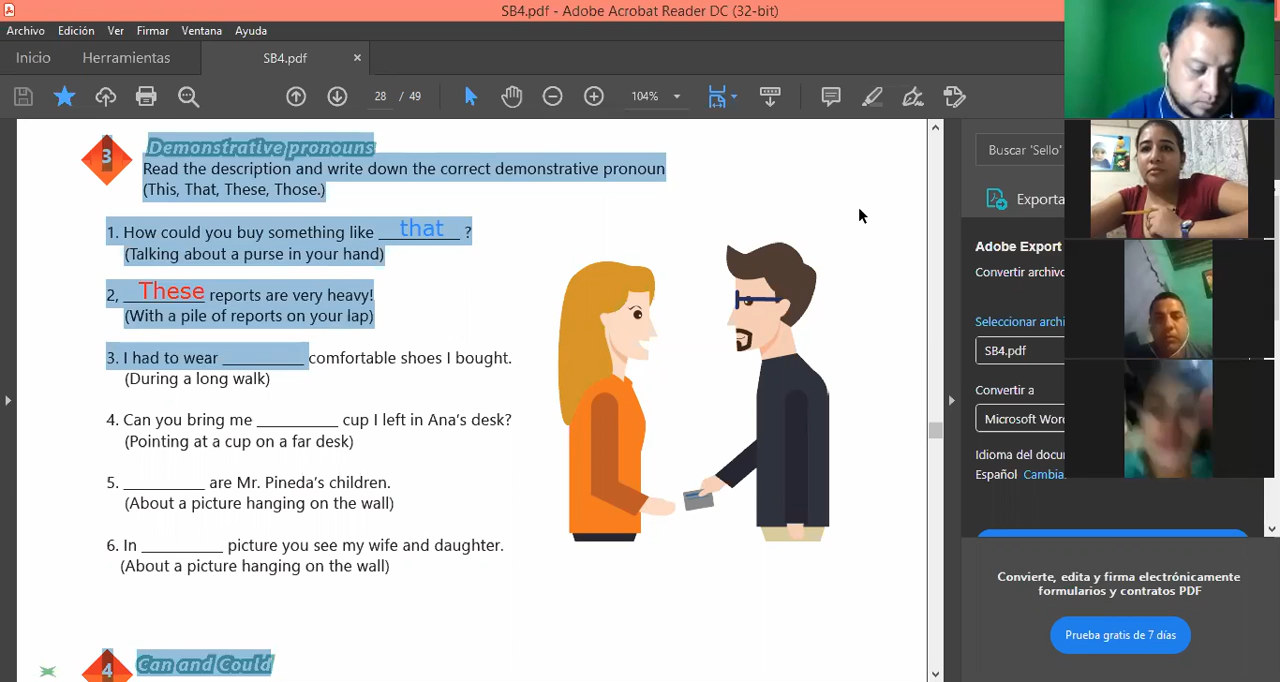 SB4.pdf - Adobe Acrobat Reader DC (32-bit)
Archivo Edición Ver Firmar Ventana Ayuda
Inicio Herramientas SB4.pdf ×
28 / 49 104%
3 Demonstrative pronouns
Read the description and write down the correct demonstrative pronoun
(This, That, These, Those.)
1. How could you buy something like that ?
(Talking about a purse in your hand)
2, These reports are very heavy!
(With a pile of reports on your lap)
3. I had to wear __________ comfortable shoes I bought.
(During a long walk)
4. Can you bring me __________ cup I left in Ana's desk?
(Pointing at a cup on a far desk)
5. __________ are Mr. Pineda's children.
(About a picture hanging on the wall)
6. In __________ picture you see my wife and daughter.
(About a picture hanging on the wall)
4 Can and Could
Buscar 'Sello'
Exporta
Adobe Export
Convertir archivo
Seleccionar archi
SB4.pdf
Convertir a
Microsoft Word
Idioma del docu
Español Cambia
Convierte, edita y firma electrónicamente
formularios y contratos PDF
Prueba gratis de 7 días